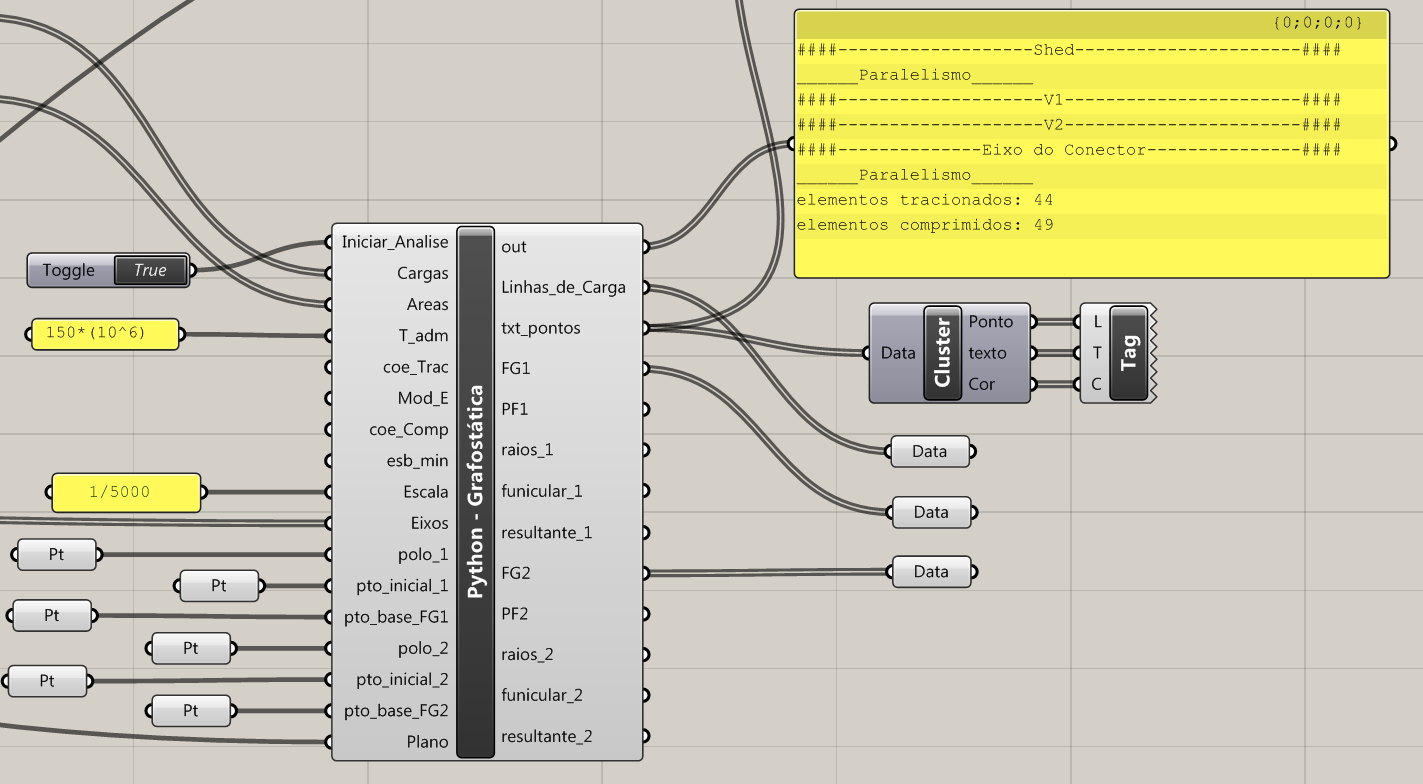 {0;0;0;0}
####-------------------Shed----------------------####
______Paralelismo______
####--------------------V1-----------------------####
####--------------------V2-----------------------####
####--------------Eixo do Conector---------------####
______Paralelismo______
elementos tracionados: 44
elementos comprimidos: 49
Toggle True
150*(10^6)
1/5000
Pt
Pt
Pt
Pt
Pt
Pt
Iniciar_Analise
Cargas
Areas
T_adm
coe_Trac
Mod_E
coe_Comp
esb_min
Escala
Eixos
polo_1
pto_inicial_1
pto_base_FG1
polo_2
pto_inicial_2
pto_base_FG2
Plano
Python - Grafostática
out
Linhas_de_Carga
txt_pontos
FG1
PF1
raios_1
funicular_1
resultante_1
FG2
PF2
raios_2
funicular_2
resultante_2
Data
Cluster
Ponto
texto
Cor
L
T
C
Tag
Data
Data
Data